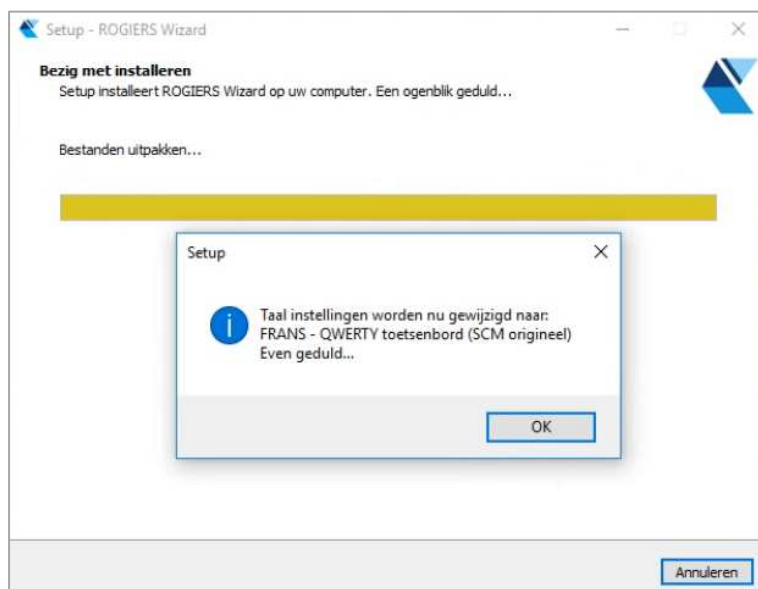 Setup - ROGIERS Wizard
Bezig met installeren
Setup installeert ROGIERS Wizard op uw computer. Een ogenblik geduld...
Bestanden uitpakken...
Setup
Taal instellingen worden nu gewijzigd naar:
FRANS - QWERTY toetsenbord (SCM origineel)
Even geduld...
OK
Annuleren